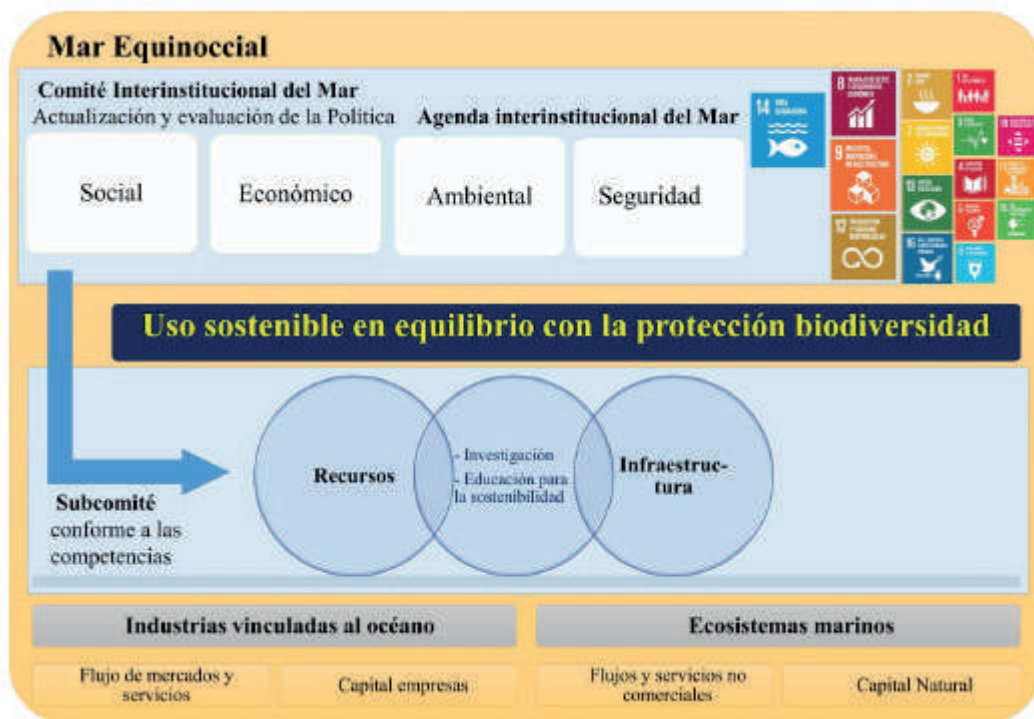 Mar Equinoccial
Comité Interinstitucional del Mar
Actualización y evaluación de la Política
Agenda interinstitucional del Mar
Social
Económico
Ambiental
Seguridad
14
8
9
12
Uso sostenible en equilibrio con la protección biodiversidad
Recursos
- Investigación
- Educación para
la sostenibilidad
Infraestruc-
tura
Subcomité
conforme a las
competencias
Industrias vinculadas al océano
Ecosistemas marinos
Flujo de mercados y
servicios
Capital empresas
Flujos y servicios no
comerciales
Capital Natural